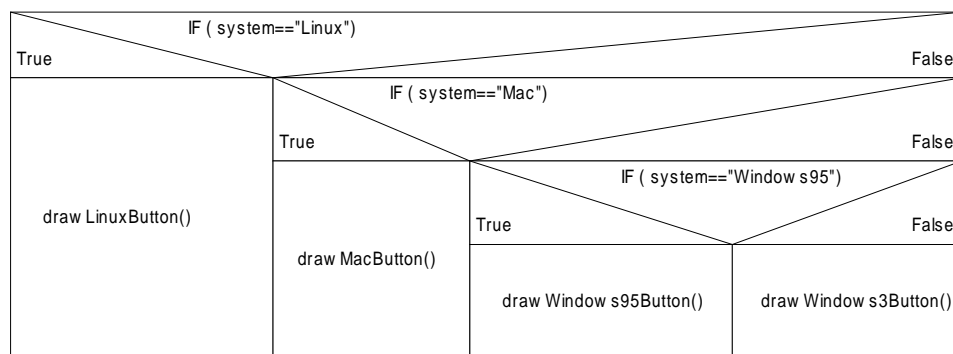 IF ( system=="Linux")
True
False
IF ( system=="Mac")
True
False
IF ( system=="Window s95")
draw LinuxButton()
True
False
draw MacButton()
draw Window s95Button()
draw Window s3Button()